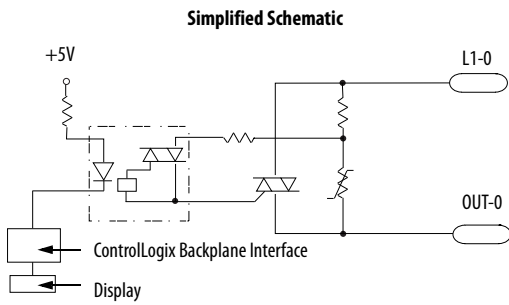 Simplified Schematic
+5V
L1-0
OUT-0
ControlLogix Backplane Interface
Display